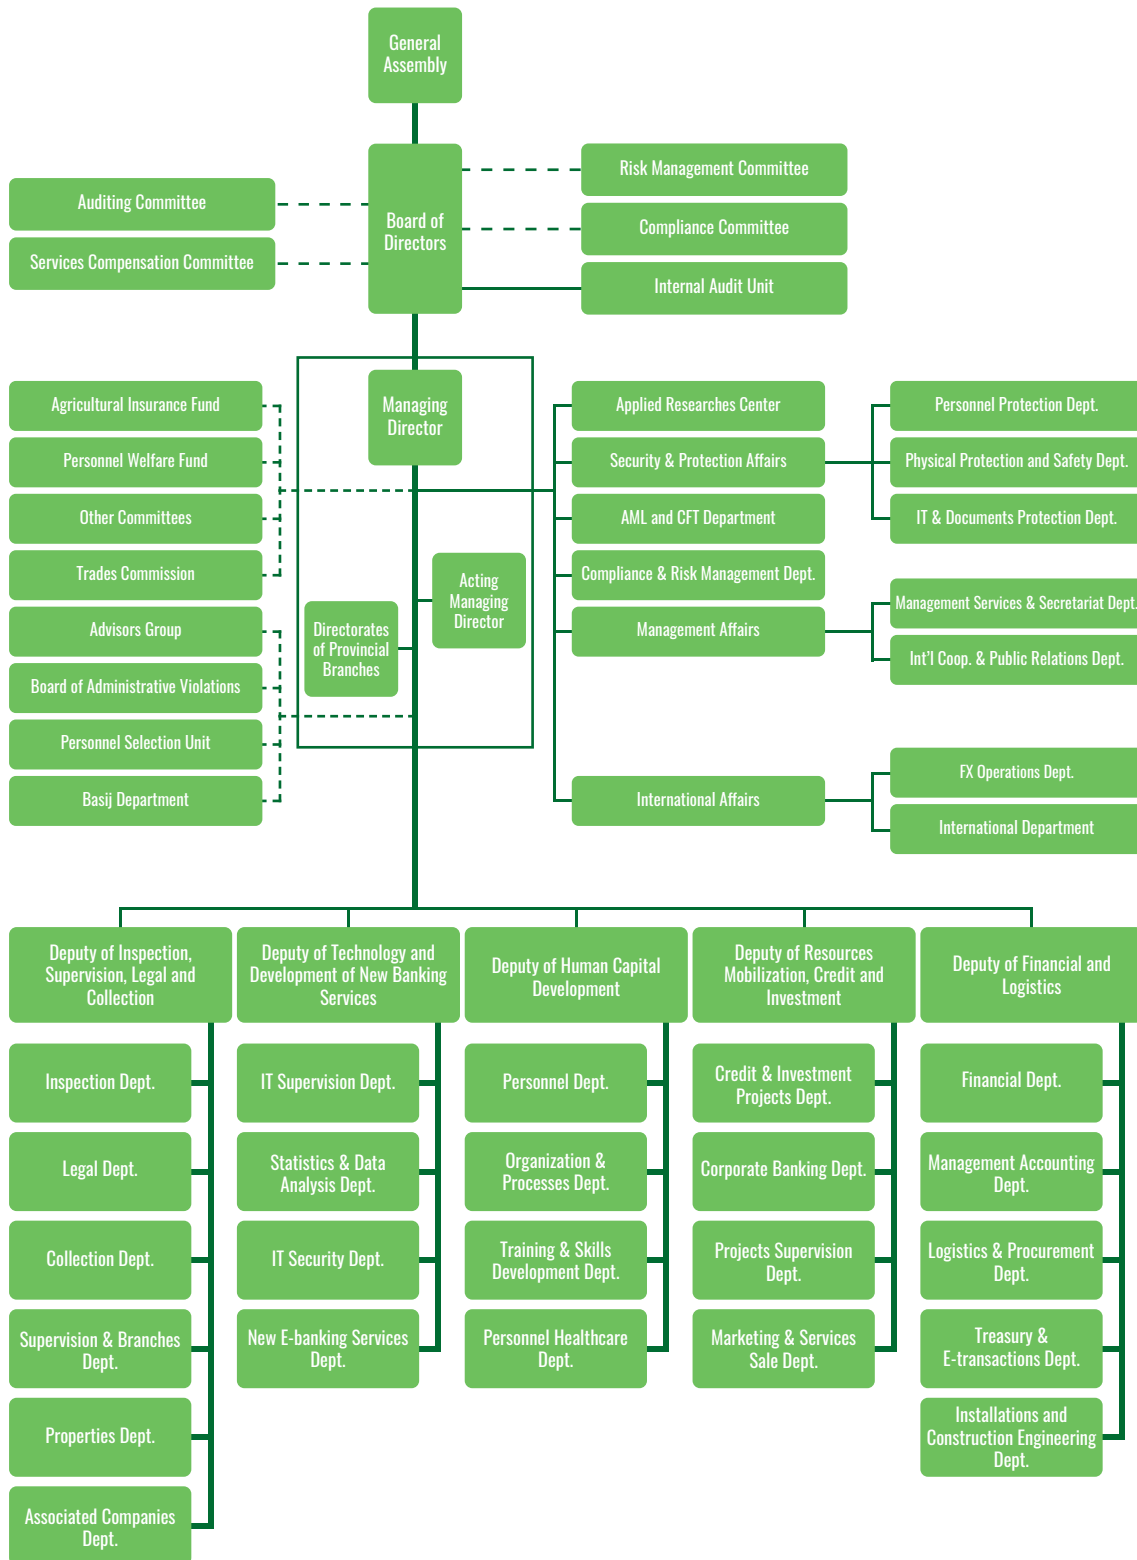 General
Assembly
Board of
Directors
Risk Management Committee
Auditing Committee
Compliance Committee
Services Compensation Committee
Internal Audit Unit
Managing
Director
Acting
Managing
Director
Directorates
of Provincial
Branches
Agricultural Insurance Fund
Personnel Welfare Fund
Other Committees
Trades Commission
Advisors Group
Board of Administrative Violations
Personnel Selection Unit
Basij Department
Applied Researches Center
Security & Protection Affairs
AML and CFT Department
Compliance & Risk Management Dept.
Management Affairs
International Affairs
Personnel Protection Dept.
Physical Protection and Safety Dept.
IT & Documents Protection Dept.
Management Services & Secretariat Dept.
Int'l Coop. & Public Relations Dept.
FX Operations Dept.
International Department
Deputy of Inspection,
Supervision, Legal and
Collection
Inspection Dept.
Legal Dept.
Collection Dept.
Supervision & Branches
Dept.
Properties Dept.
Associated Companies
Dept.
Deputy of Technology and
Development of New Banking
Services
IT Supervision Dept.
Statistics & Data
Analysis Dept.
IT Security Dept.
New E-banking Services
Dept.
Deputy of Human Capital
Development
Personnel Dept.
Organization &
Processes Dept.
Training & Skills
Development Dept.
Personnel Healthcare
Dept.
Deputy of Resources
Mobilization, Credit and
Investment
Credit & Investment
Projects Dept.
Corporate Banking Dept.
Projects Supervision
Dept.
Marketing & Services
Sale Dept.
Deputy of Financial and
Logistics
Financial Dept.
Management Accounting
Dept.
Logistics & Procurement
Dept.
Treasury &
E-transactions Dept.
Installations and
Construction Engineering
Dept.